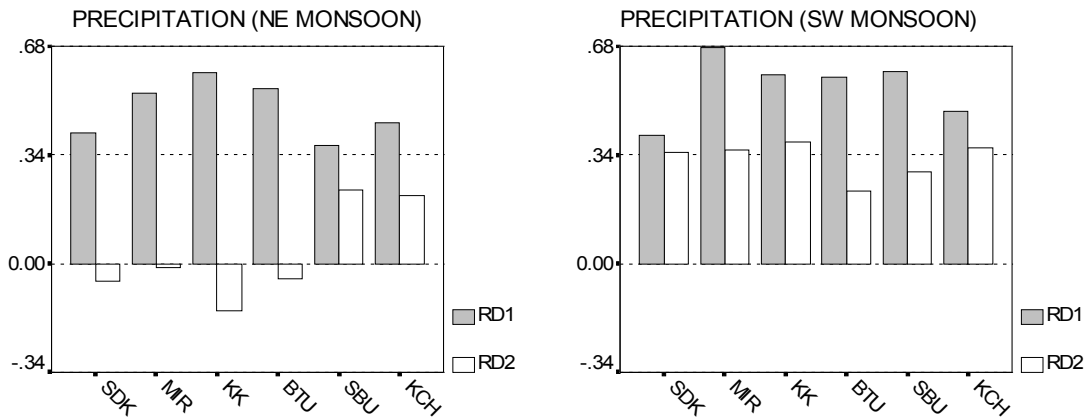 PRECIPITATION (NE MONSOON)
.68
.34
0.00
-.34
SDK
MIR
KK
BTU
SBU
KCH
RD1
RD2
PRECIPITATION (SW MONSOON)
.68
.34
0.00
-.34
SDK
MIR
KK
BTU
SBU
KCH
RD1
RD2